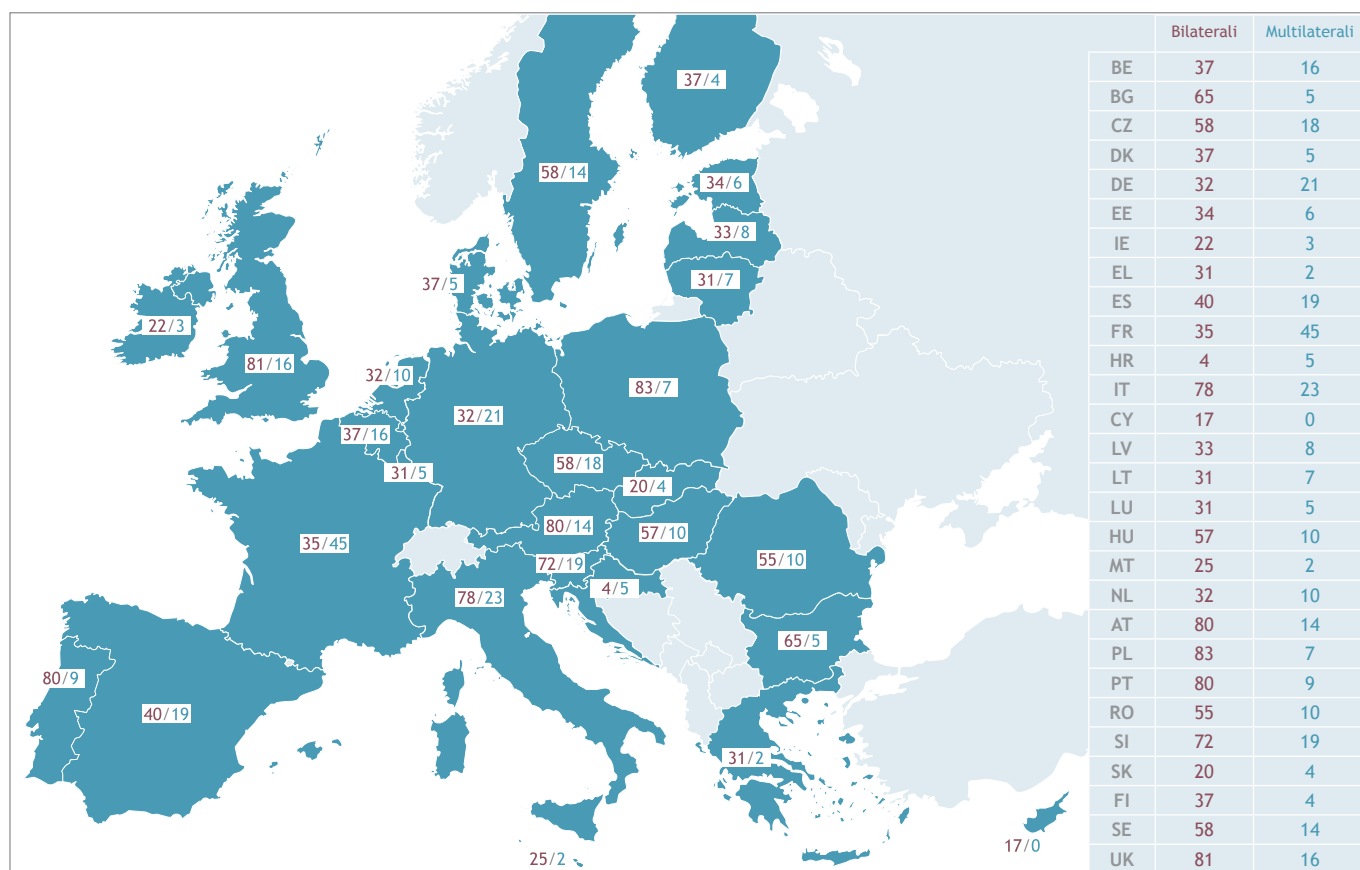 Bilaterali Multilaterali
BE 37 16
BG 65 5
CZ 58 18
DK 37 5
DE 32 21
EE 34 6
IE 22 3
EL 31 2
ES 40 19
FR 35 45
HR 4 5
IT 78 23
CY 17 0
LV 33 8
LT 31 7
LU 31 5
HU 57 10
MT 25 2
NL 32 10
AT 80 14
PL 83 7
PT 80 9
RO 55 10
SI 72 19
SK 20 4
FI 37 4
SE 58 14
UK 81 16
37/4
58/14
34/6
33/8
31/7
37/5
22/3
81/16
32/10
83/7
32/21
37/16
58/18
31/5
20/4
80/14
57/10
35/45
72/19
55/10
4/5
78/23
65/5
80/9
40/19
31/2
17/0
25/2